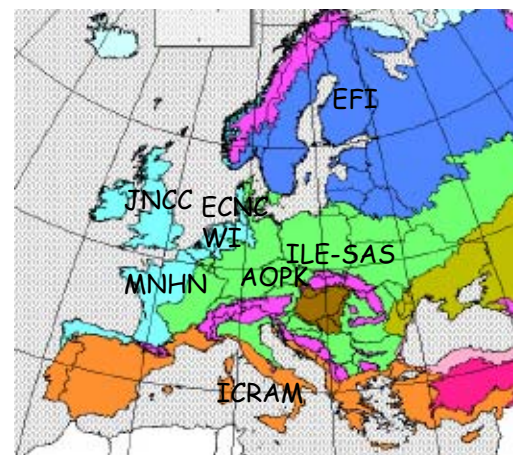 EFI
JNCC ECNC
WI
ILE-SAS
MNHN AOPK
ICRAM